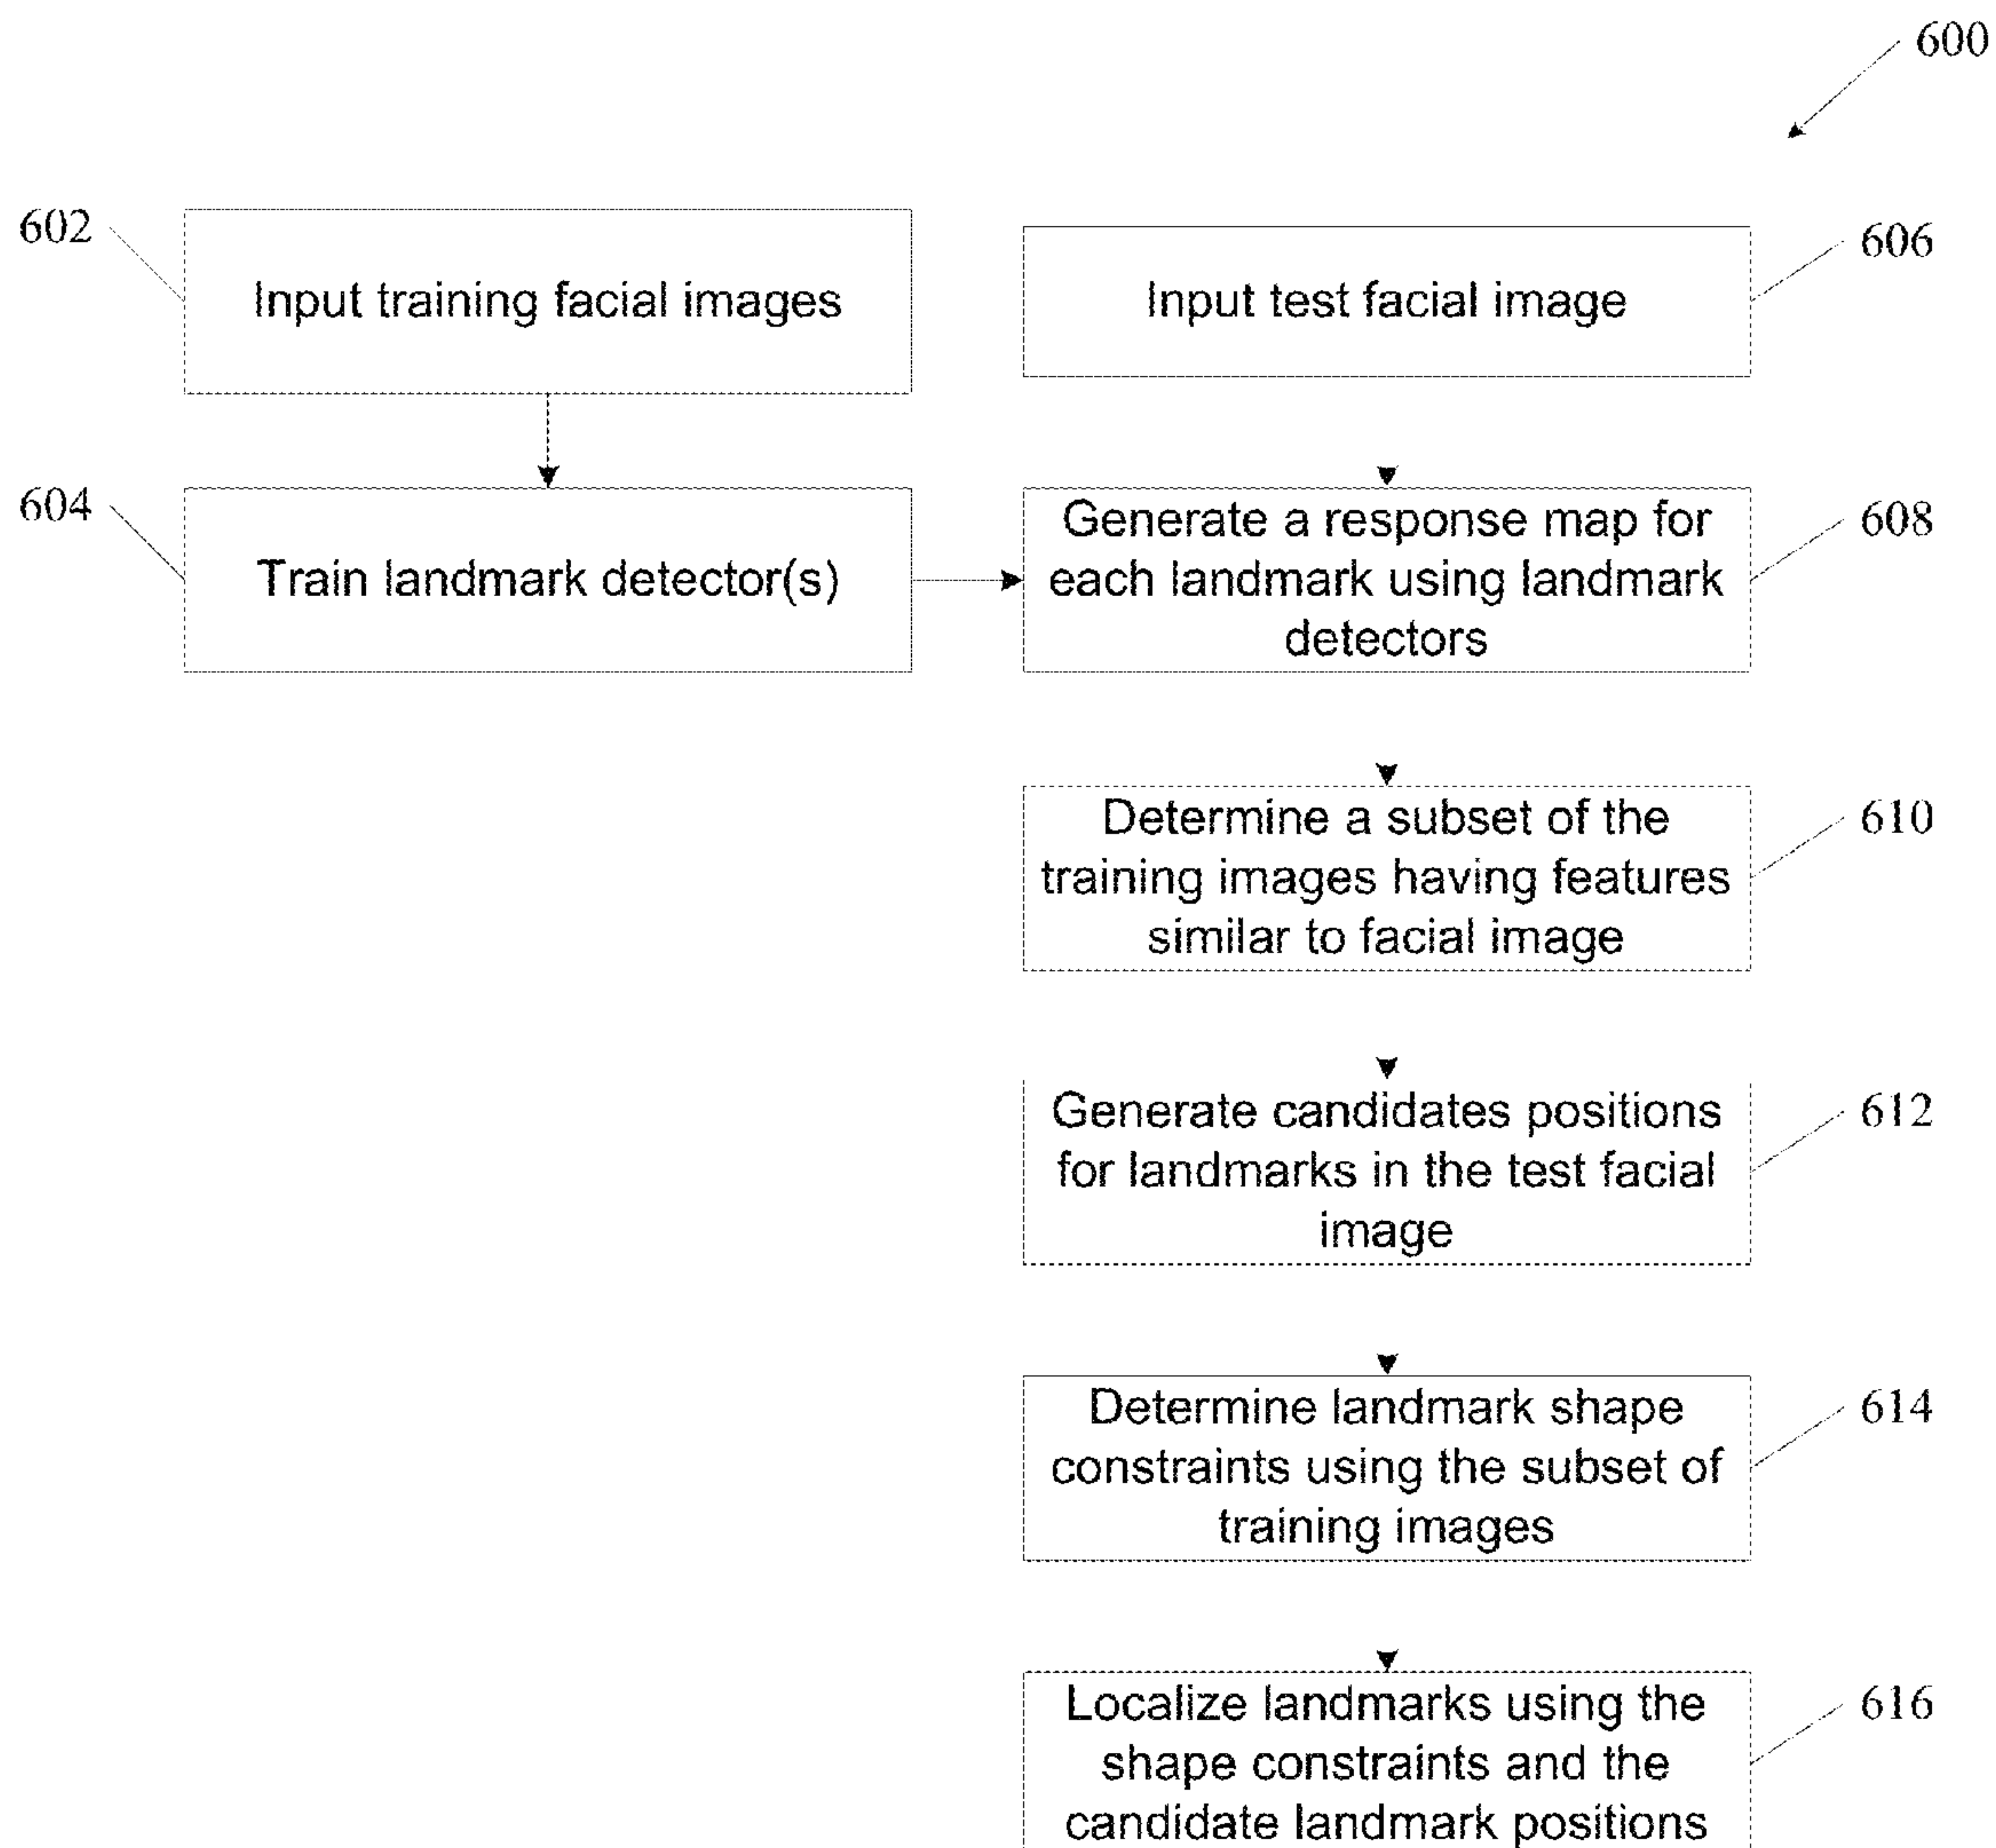 600
602
Input training facial images
606
Input test facial image
604
Train landmark detector(s)
608
Generate a response map for
each landmark using landmark
detectors
610
Determine a subset of the
training images having features
similar to facial image
612
Generate candidates positions
for landmarks in the test facial
image
614
Determine landmark shape
constraints using the subset of
training images
616
Localize landmarks using the
shape constraints and the
candidate landmark positions